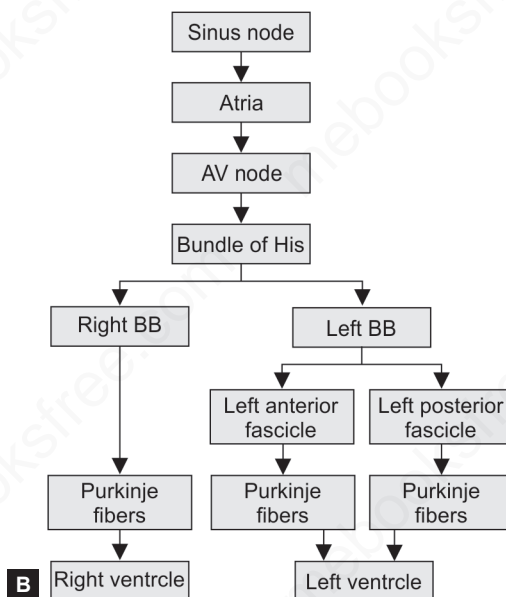 Sinus node
Atria
AV node
Bundle of His
Right BB
Left BB
Left anterior
fascicle
Left posterior
fascicle
Purkinje
fibers
Purkinje
fibers
Purkinje
fibers
Right ventrcle
Left ventrcle
B